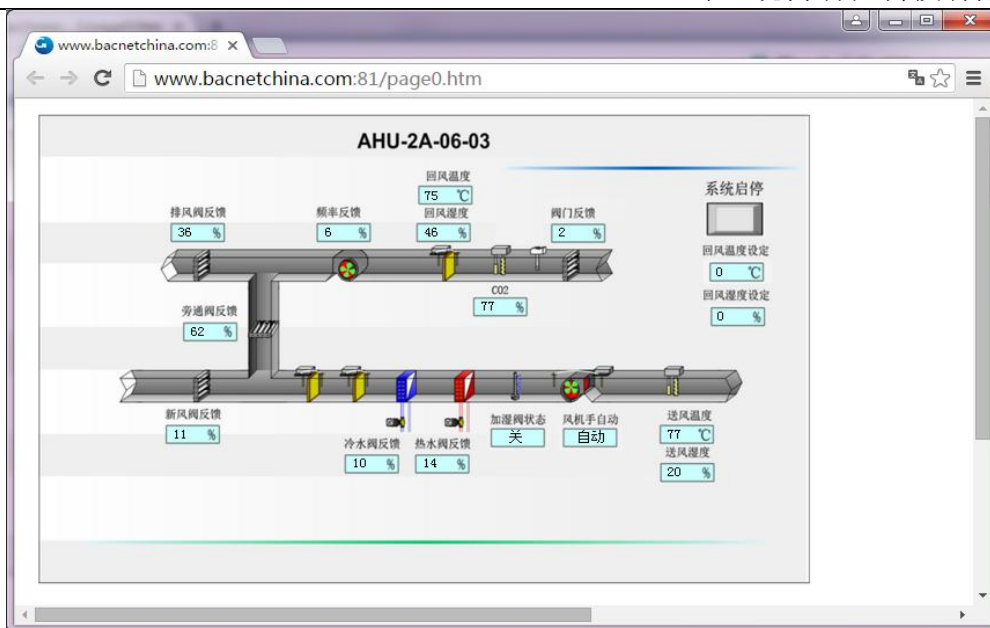 www.bacnetchina.com:8
www.bacnetchina.com:81/page0.htm
AHU-2A-06-03
回风温度
75 ℃
系统启停
排风阀反馈
频率反馈
回风湿度
阀门反馈
36 %
6 %
46 %
2 %
回风温度设定
0 ℃
CO2
77 %
回风湿度设定
0 %
旁通阀反馈
62 %
新风阀反馈
11 %
加湿阀状态
关
风机手自动
自动
送风温度
77 ℃
冷水阀反馈
10 %
热水阀反馈
14 %
送风湿度
20 %